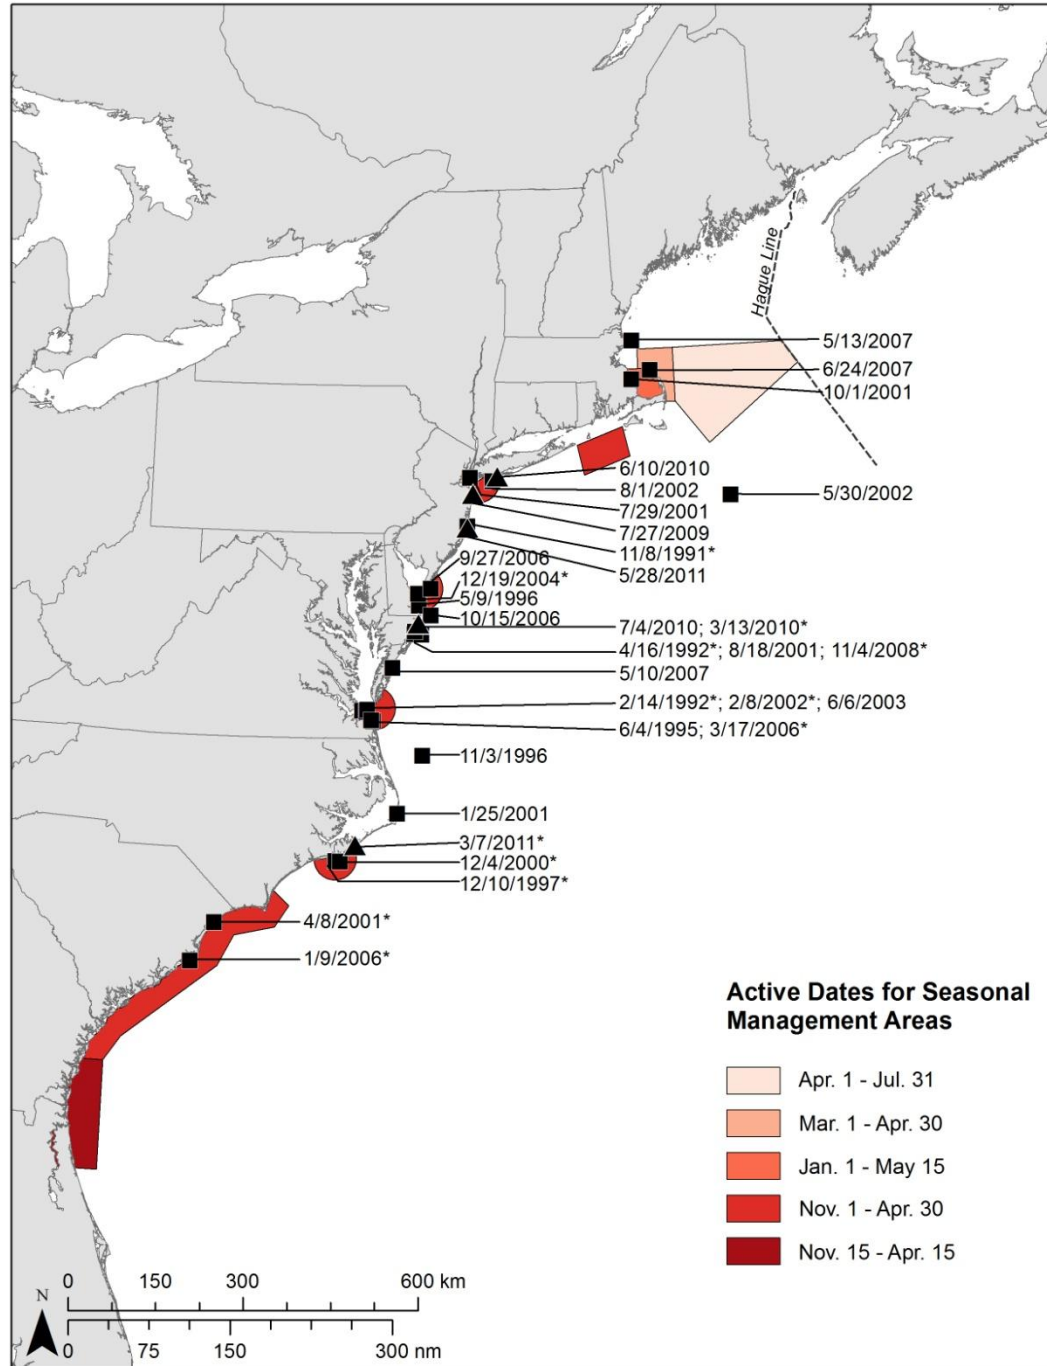 Hague Line
5/13/2007
6/24/2007
10/1/2001
6/10/2010
8/1/2002
5/30/2002
7/29/2001
7/27/2009
11/8/1991*
5/28/2011
9/27/2006
12/19/2004*
5/9/1996
10/15/2006
7/4/2010; 3/13/2010*
4/16/1992*; 8/18/2001; 11/4/2008*
5/10/2007
2/14/1992*; 2/8/2002*; 6/6/2003
6/4/1995; 3/17/2006*
11/3/1996
1/25/2001
3/7/2011*
12/4/2000*
12/10/1997*
4/8/2001*
1/9/2006*
Active Dates for Seasonal
Management Areas
Apr. 1 - Jul. 31
Mar. 1 - Apr. 30
Jan. 1 - May 15
Nov. 1 - Apr. 30
Nov. 15 - Apr. 15
N
0 150 300 600 km
0 75 150 300 nm